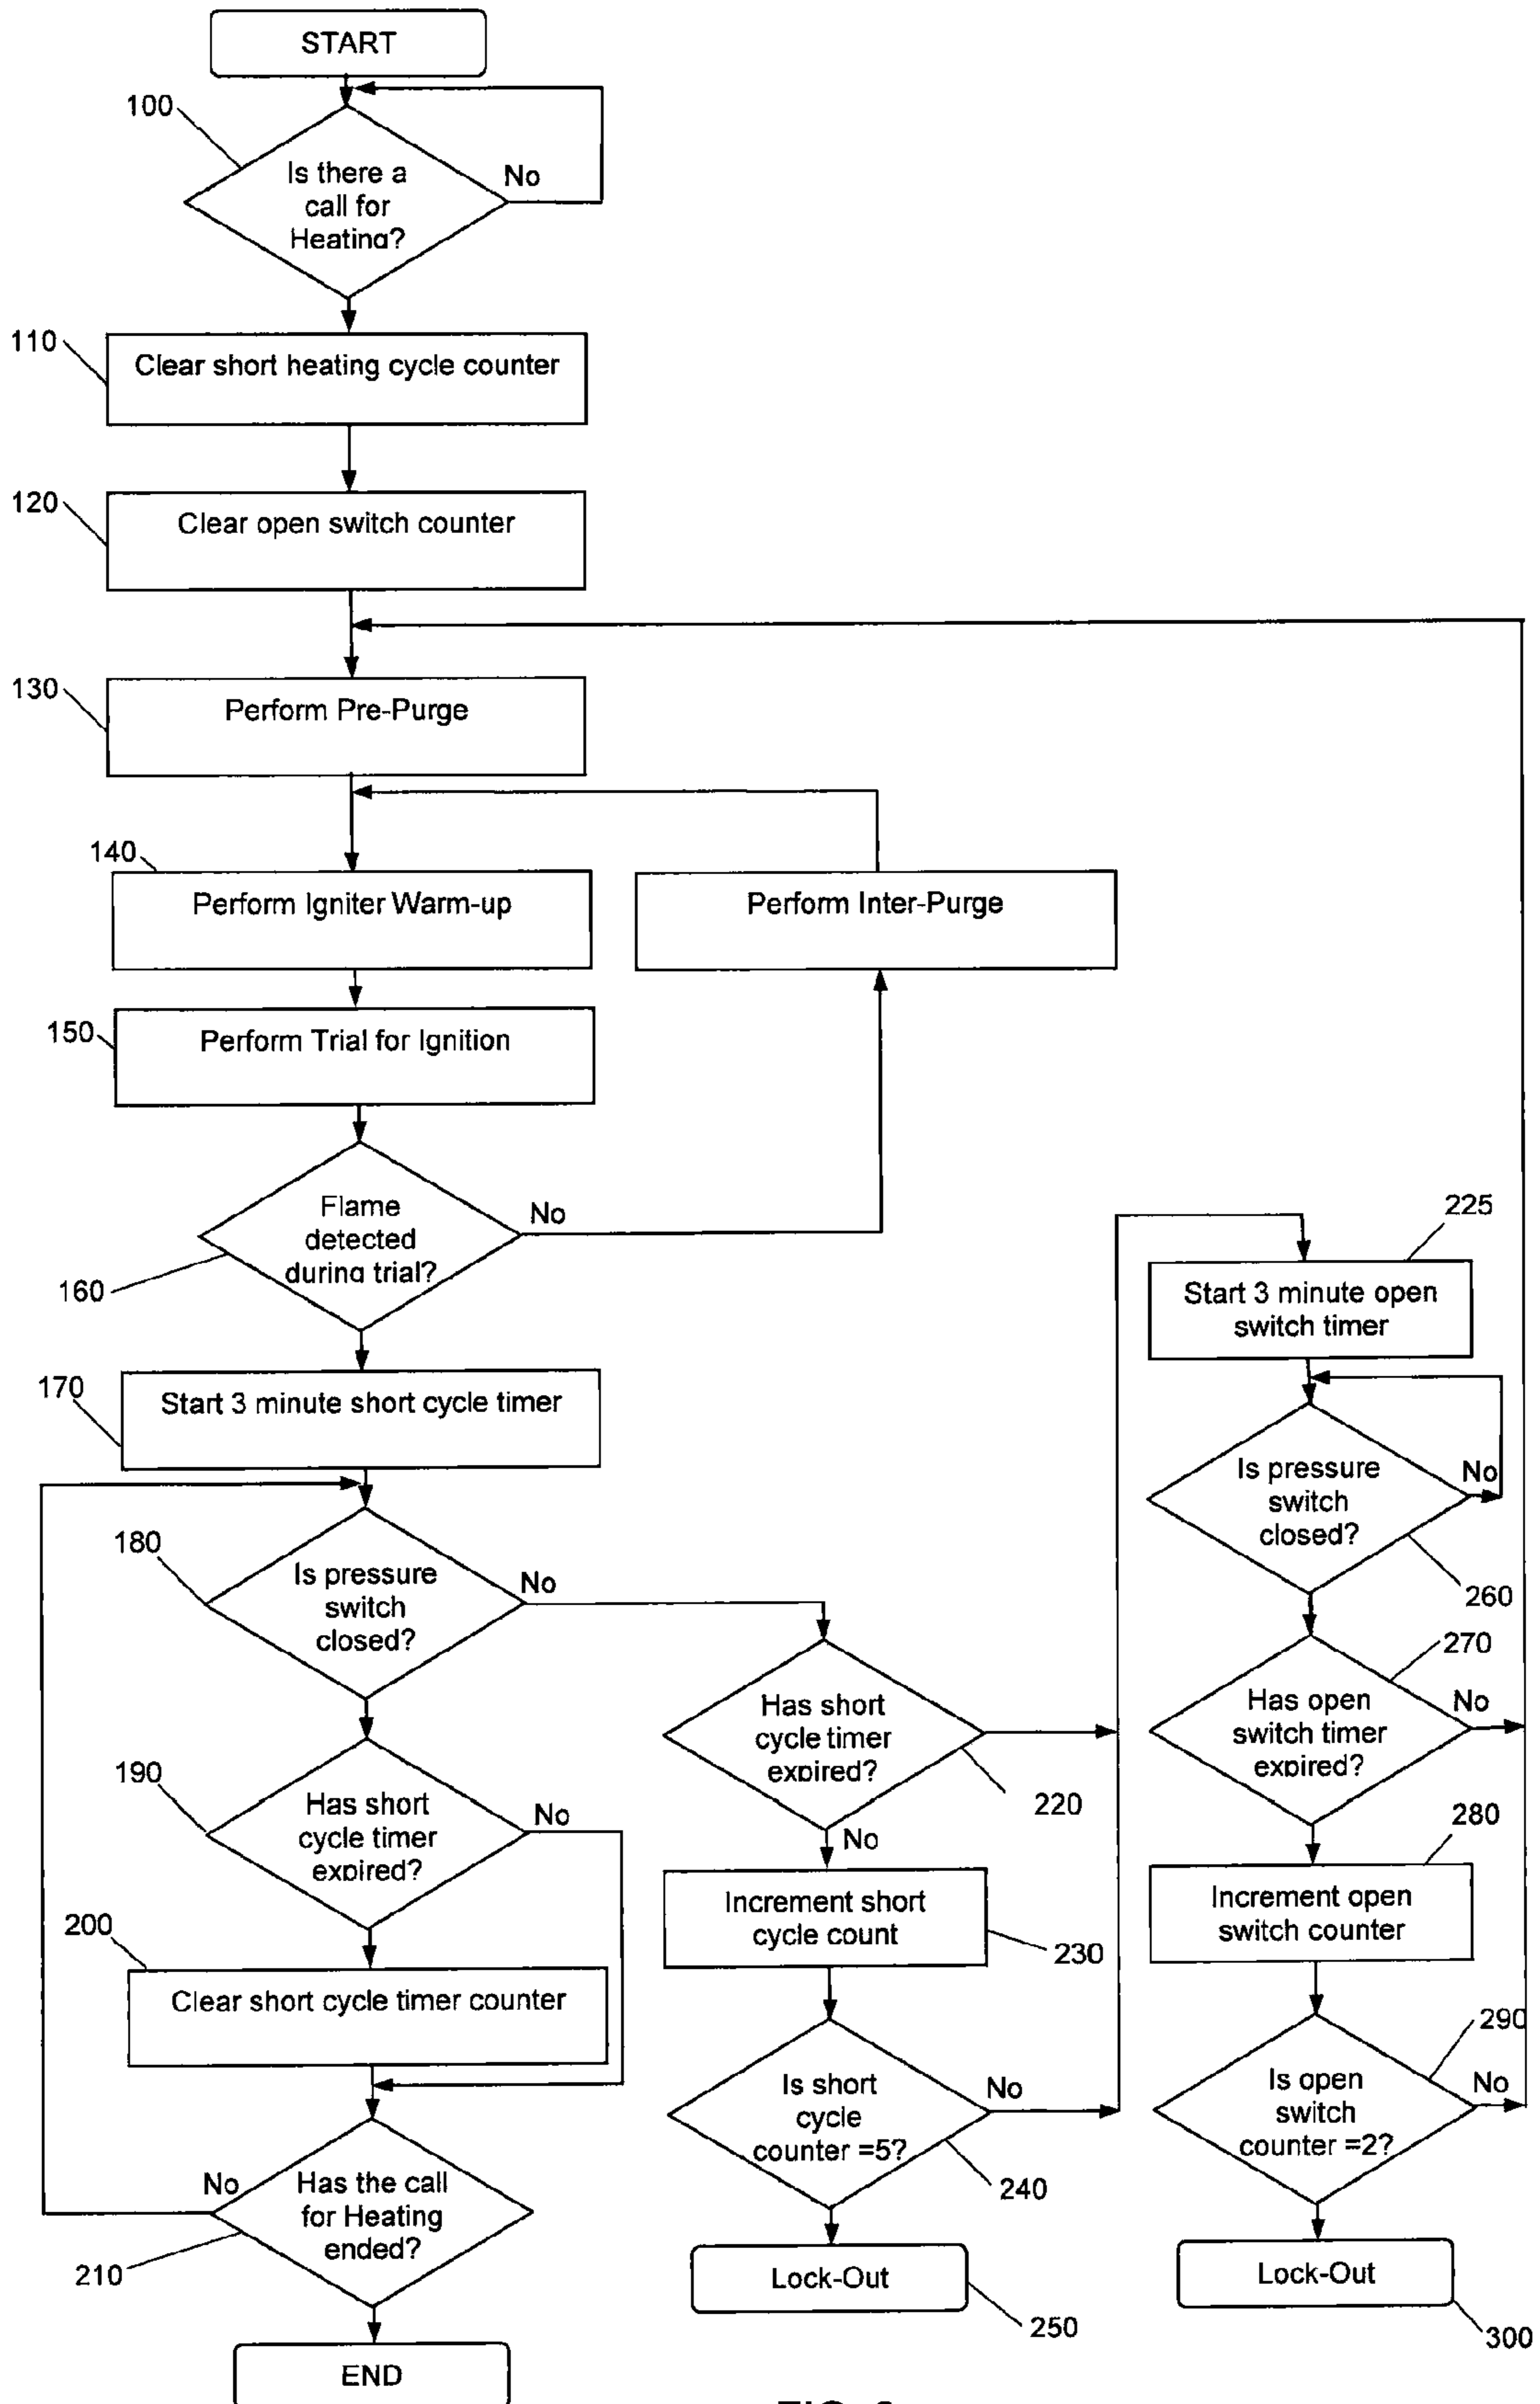 START
100
Is there a
call for
Heating?
No
110
Clear short heating cycle counter
120
Clear open switch counter
130
Perform Pre-Purge
140
Perform Igniter Warm-up
Perform Inter-Purge
150
Perform Trial for Ignition
Flame
detected
during trial?
No
160
225
Start 3 minute open
switch timer
170
Start 3 minute short cycle timer
Is pressure
switch
closed?
No
260
180
Is pressure
switch
closed?
No
270
Has open
switch timer
expired?
No
Has short
cycle timer
expired?
220
No
190
Has short
cycle timer
expired?
No
280
Increment open
switch counter
Increment short
cycle count
230
200
Clear short cycle timer counter
290
Is open
switch
counter =2?
No
Is short
cycle
counter =5?
No
240
No
Has the call
for Heating
ended?
210
Lock-Out
250
Lock-Out
300
END